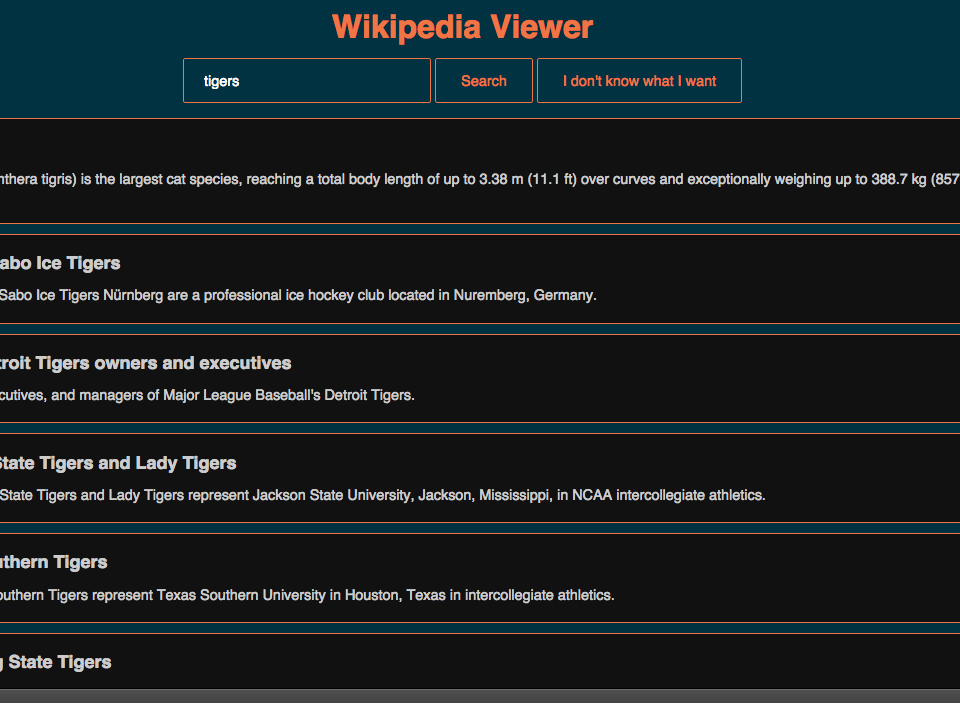 Wikipedia Viewer
tigers
Search
I don't know what I want
nthera tigris) is the largest cat species, reaching a total body length of up to 3.38 m (11.1 ft) over curves and exceptionally weighing up to 388.7 kg (857
abo Ice Tigers
Sabo Ice Tigers Nürnberg are a professional ice hockey club located in Nuremberg, Germany.
troit Tigers owners and executives
cutives, and managers of Major League Baseball's Detroit Tigers.
State Tigers and Lady Tigers
State Tigers and Lady Tigers represent Jackson State University, Jackson, Mississippi, in NCAA intercollegiate athletics.
uthern Tigers
outhern Tigers represent Texas Southern University in Houston, Texas in intercollegiate athletics.
g State Tigers